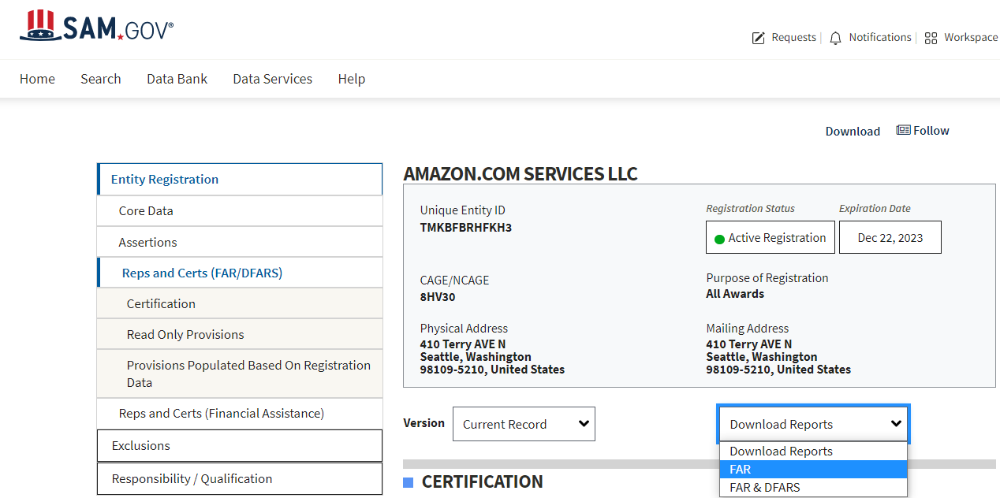 SAM.GOV®
Requests
Notifications
Workspace
Home
Search
Data Bank
Data Services
Help
Download
Follow
Entity Registration
Core Data
Assertions
Reps and Certs (FAR/DFARS)
Certification
Read Only Provisions
Provisions Populated Based On Registration
Data
Reps and Certs (Financial Assistance)
Exclusions
Responsibility / Qualification
AMAZON.COM SERVICES LLC
Unique Entity ID
TMKBFBRHFKH3
Registration Status
Active Registration
Expiration Date
Dec 22, 2023
CAGE/NCAGE
8HV30
Purpose of Registration
All Awards
Physical Address
410 Terry AVE N
Seattle, Washington
98109-5210, United States
Mailing Address
410 Terry AVE N
Seattle, Washington
98109-5210, United States
Version
Current Record
Download Reports
Download Reports
FAR
FAR & DFARS
CERTIFICATION